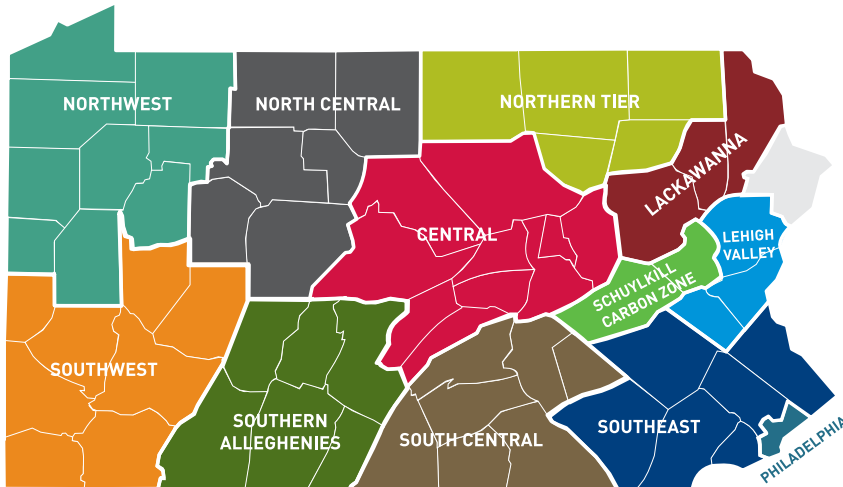 NORTHWEST
NORTH CENTRAL
NORTHERN TIER
LACKAWANNA
CENTRAL
LEHIGH
VALLEY
SCHUYLKILL
CARBON ZONE
SOUTHWEST
SOUTHERN
ALLEGHENIES
SOUTH CENTRAL
SOUTHEAST
PHILADELPHIA